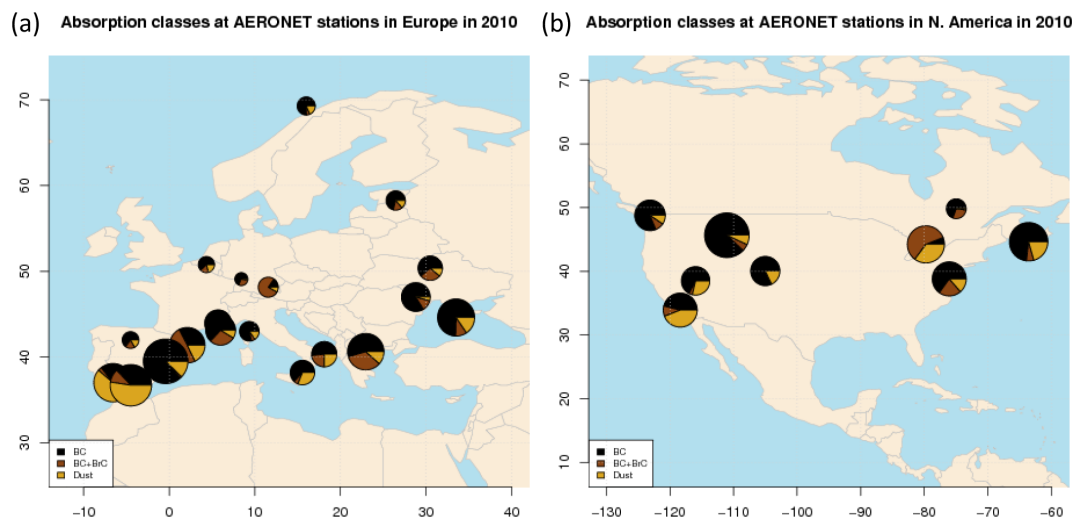 (a) Absorption classes at AERONET stations in Europe in 2010
70
60
50
40
30
BC
BC+BrC
Dust
−10 0 10 20 30 40
(b) Absorption classes at AERONET stations in N. America in 2010
70
60
50
40
30
20
10
BC
BC+BrC
Dust
−130 −120 −110 −100 −90 −80 −70 −60